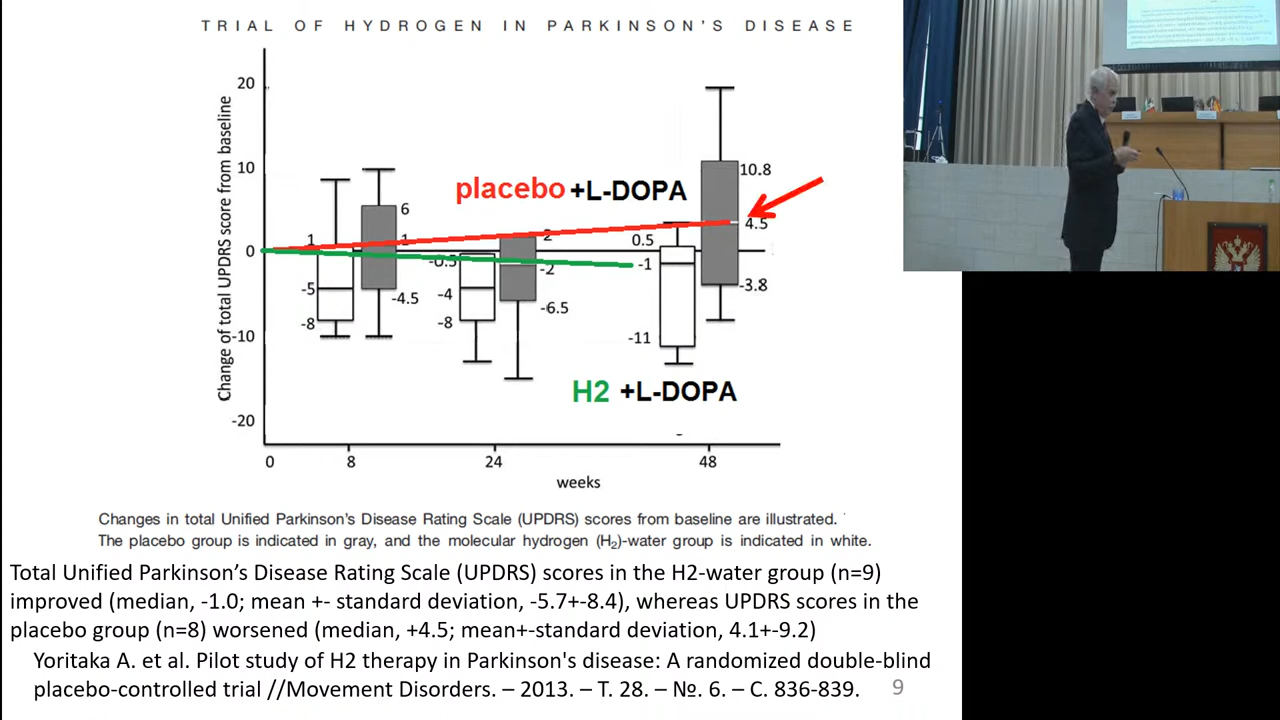 TRIAL OF HYDROGEN IN PARKINSON'S DISEASE
Change of total UPDRS score from baseline
20
10
0
-10
-20
1
-5
-8
6
1
-4.5
-0.5
-4
-8
2
-2
-6.5
0.5
-1
-11
10.8
4.5
-3.8
placebo +L-DOPA
H2 +L-DOPA
0 8 24 48
weeks
Changes in total Unified Parkinson's Disease Rating Scale (UPDRS) scores from baseline are illustrated.
The placebo group is indicated in gray, and the molecular hydrogen (H₂)-water group is indicated in white.
Total Unified Parkinson's Disease Rating Scale (UPDRS) scores in the H2-water group (n=9)
improved (median, -1.0; mean +- standard deviation, -5.7+-8.4), whereas UPDRS scores in the
placebo group (n=8) worsened (median, +4.5; mean+-standard deviation, 4.1+-9.2)
Yoritaka A. et al. Pilot study of H2 therapy in Parkinson's disease: A randomized double-blind
placebo-controlled trial //Movement Disorders. – 2013. – T. 28. – №. 6. – C. 836-839.
9